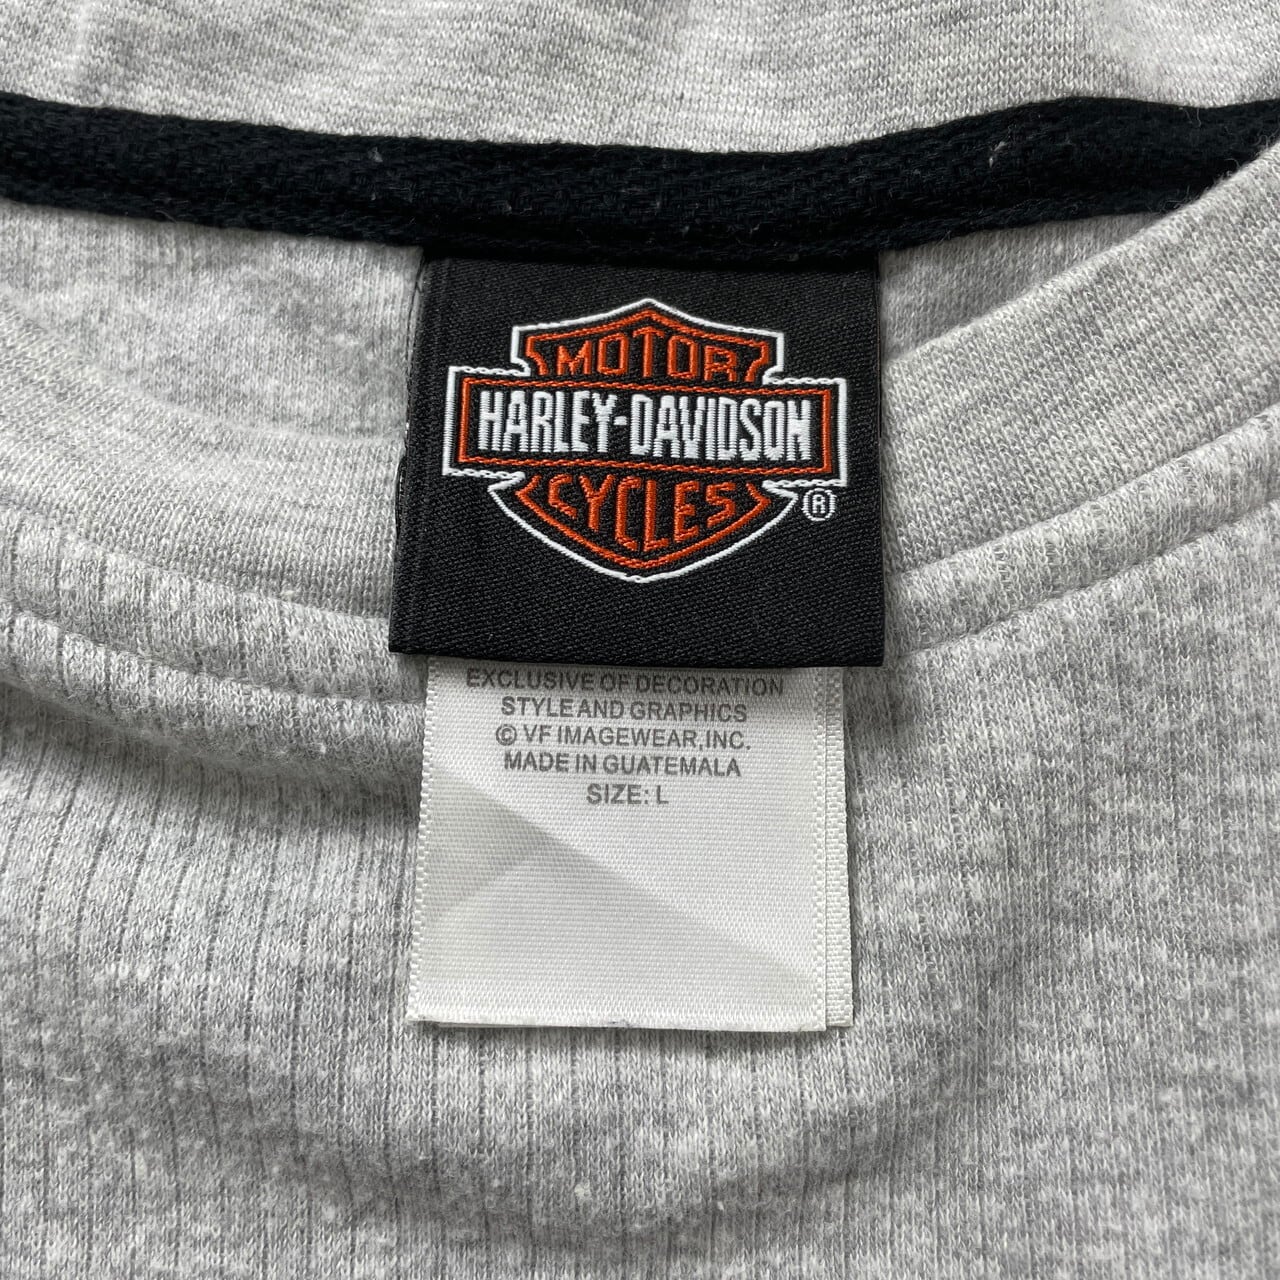 MOTOR
HARLEY-DAVIDSON
CYCLES
®
EXCLUSIVE OF DECORATION
STYLE AND GRAPHICS
© VF IMAGEWEAR,INC.
MADE IN GUATEMALA
SIZE: L